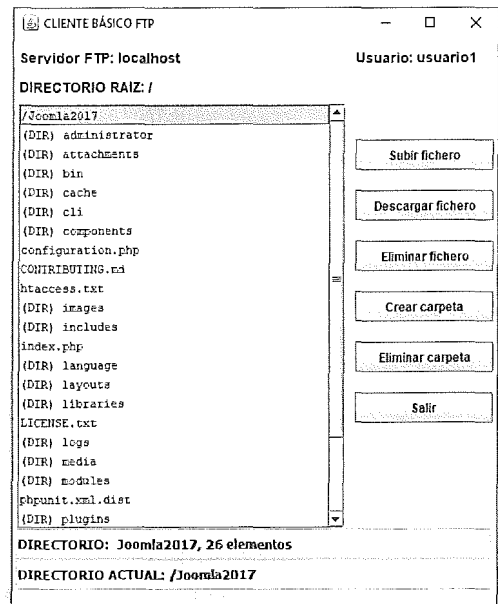 CLIENTE BÁSICO FTP
Servidor FTP: localhost
Usuario: usuario1
DIRECTORIO RAIZ: /
/Joomla2017
(DIR) administrator
(DIR) attachments
(DIR) bin
(DIR) cache
(DIR) cli
(DIR) components
configuration.php
CONTRIBUTING.md
htaccess.txt
(DIR) images
(DIR) includes
index.php
(DIR) language
(DIR) layouts
(DIR) libraries
LICENSE.txt
(DIR) logs
(DIR) media
(DIR) modules
phpunit.xml.dist
(DIR) plugins
Subir fichero
Descargar fichero
Eliminar fichero
Crear carpeta
Eliminar carpeta
Salir
DIRECTORIO: Joomla2017, 26 elementos
DIRECTORIO ACTUAL: /Joomla2017